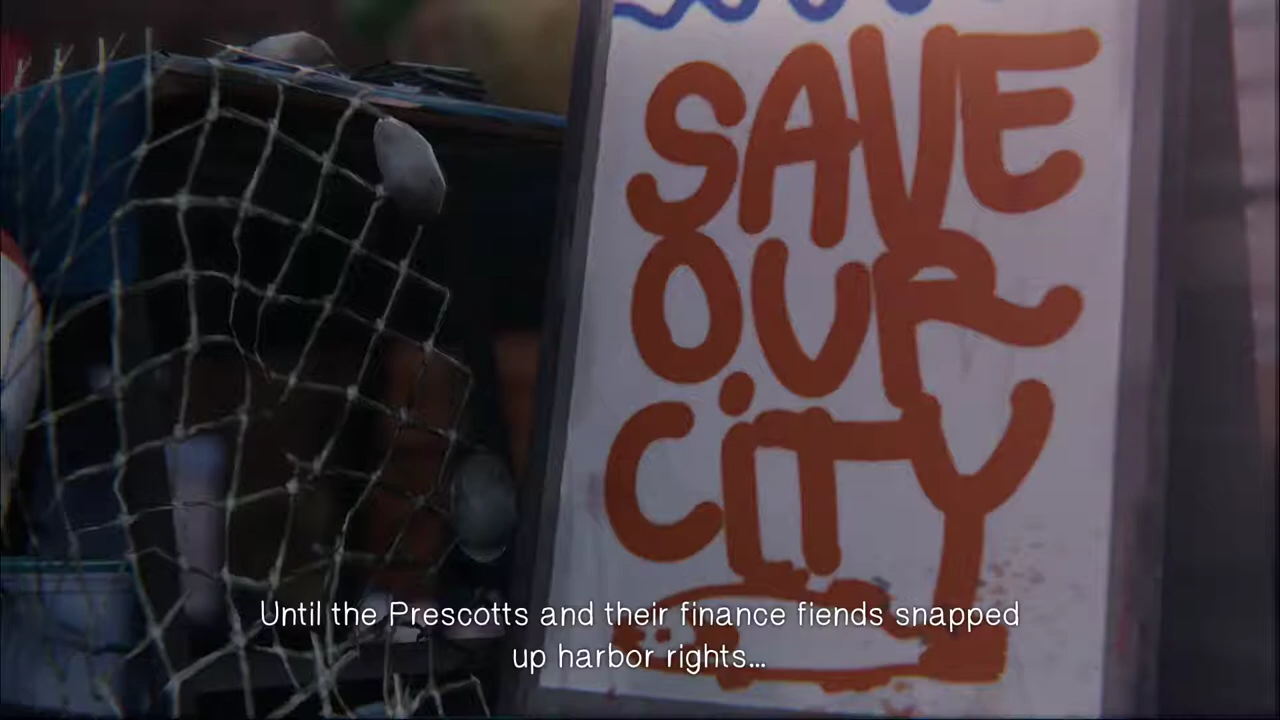 SAVE
OUR
CITY
Until the Prescotts and their finance fiends snapped
up harbor rights...